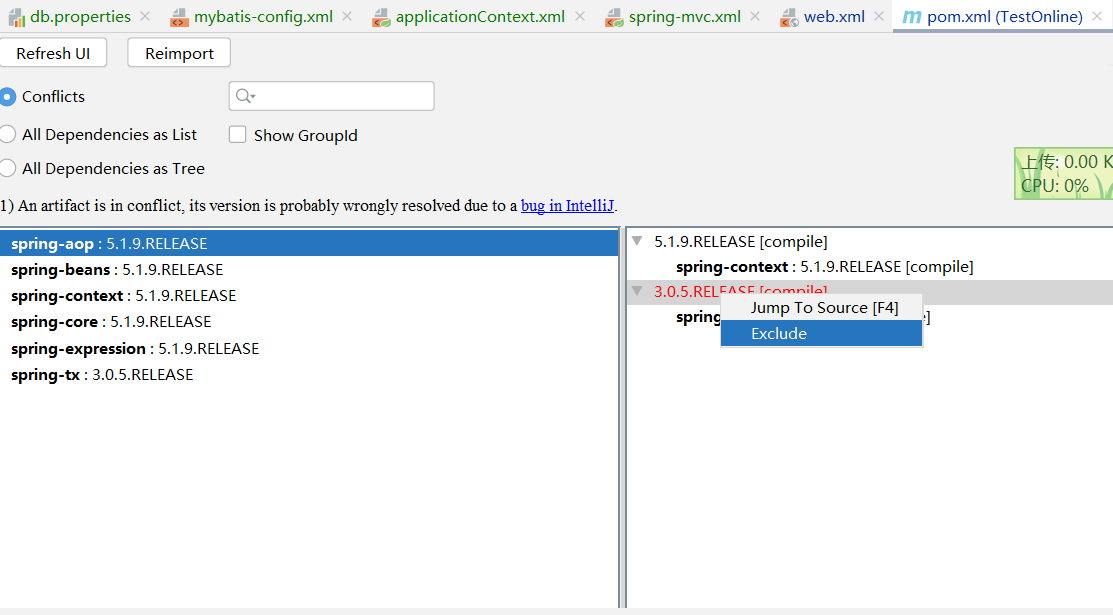 db.properties mybatis-config.xml applicationContext.xml spring-mvc.xml web.xml pom.xml (TestOnline)
Refresh UI Reimport
Conflicts
All Dependencies as List Show GroupId
All Dependencies as Tree
上传: 0.00 K
CPU: 0%
1) An artifact is in conflict, its version is probably wrongly resolved due to a bug in IntelliJ.
spring-aop : 5.1.9.RELEASE
spring-beans : 5.1.9.RELEASE
spring-context : 5.1.9.RELEASE
spring-core : 5.1.9.RELEASE
spring-expression : 5.1.9.RELEASE
spring-tx : 3.0.5.RELEASE
5.1.9.RELEASE [compile]
spring-context : 5.1.9.RELEASE [compile]
3.0.5.RELEASE [compile]
spring
Jump To Source [F4]
Exclude